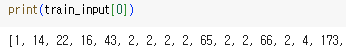 print(train_input[0])
[1, 14, 22, 16, 43, 2, 2, 2, 2, 65, 2, 2, 66, 2, 4, 173,